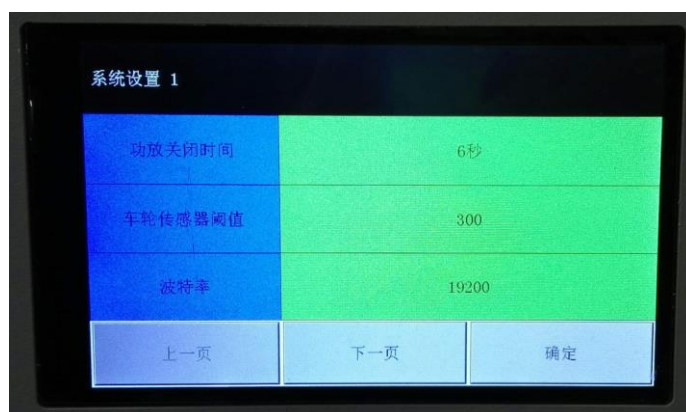 系统设置 1
功放关闭时间 6秒
车轮传感器阈值 300
波特率 19200
上一页 下一页 确定